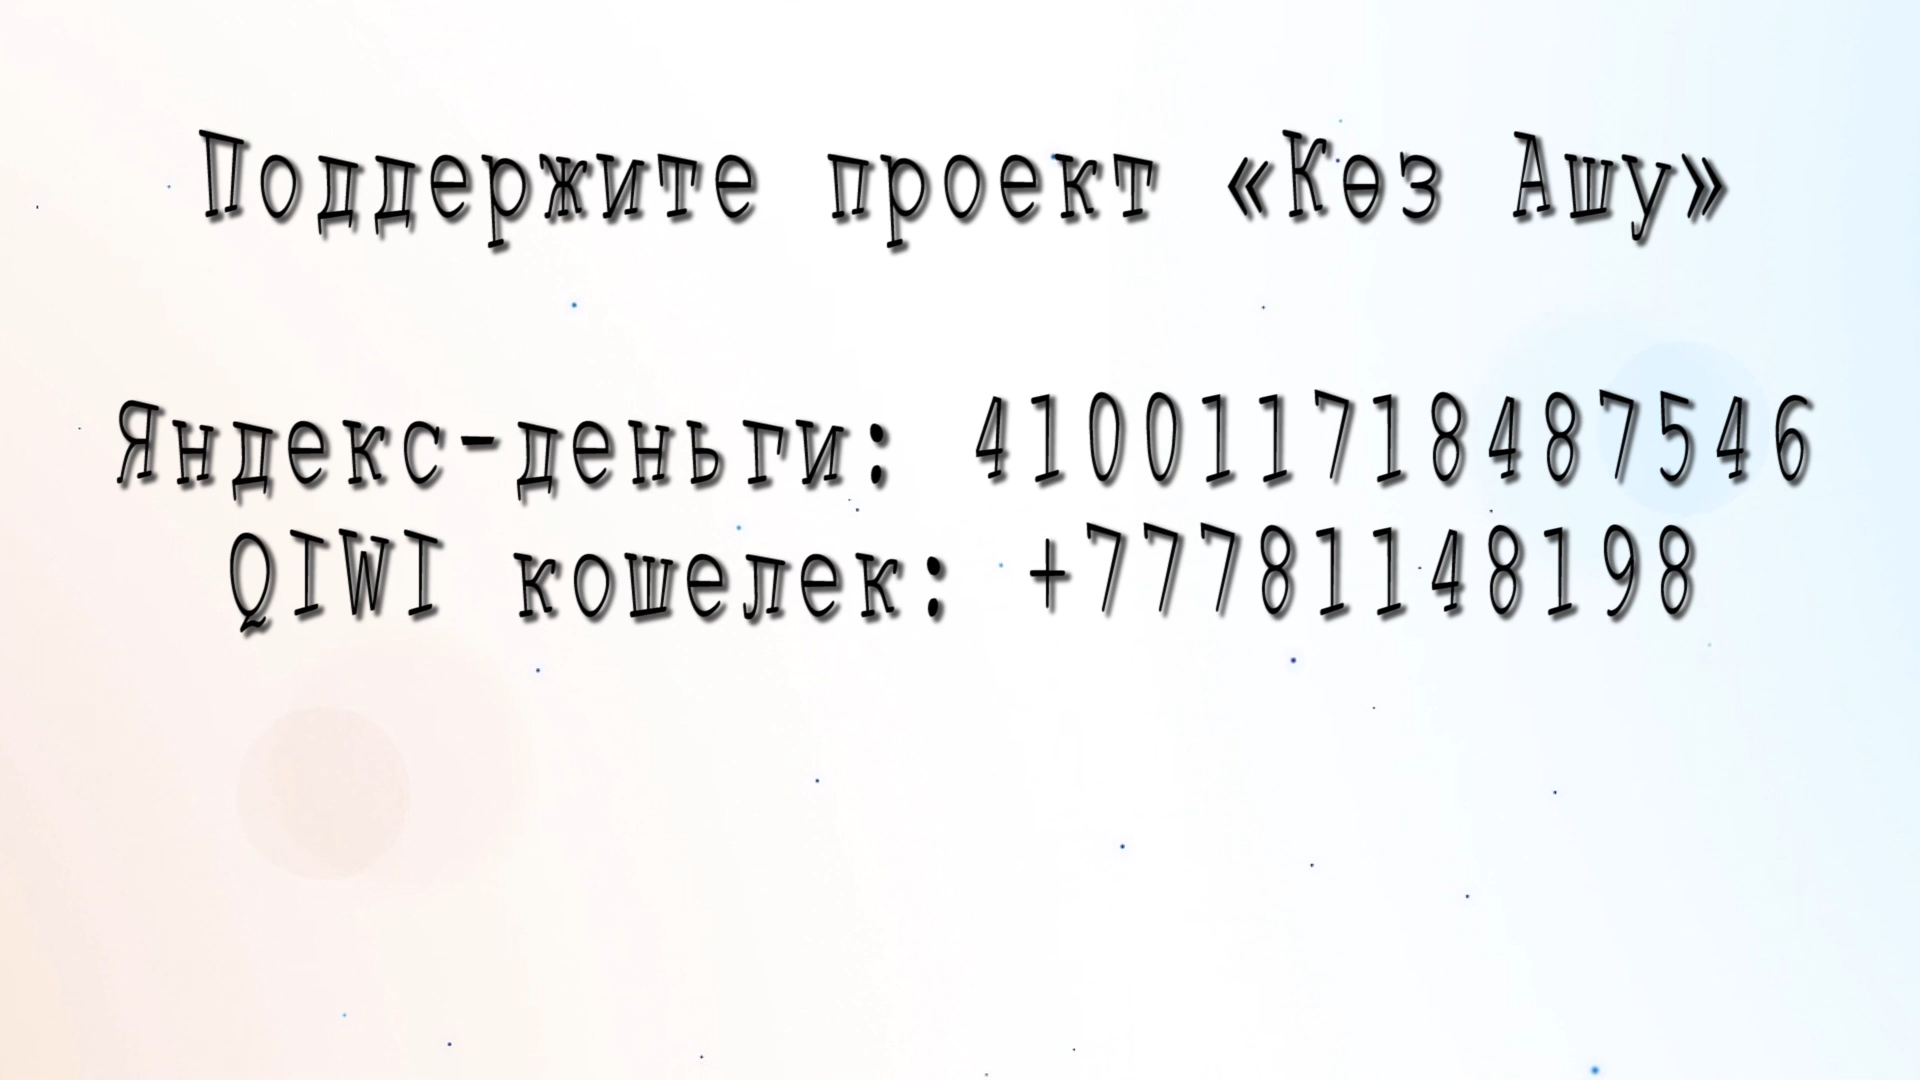 Поддержите проект «Көз Ашу»
Яндекс-деньги: 410011718487546
QIWI кошелек: +77781148198